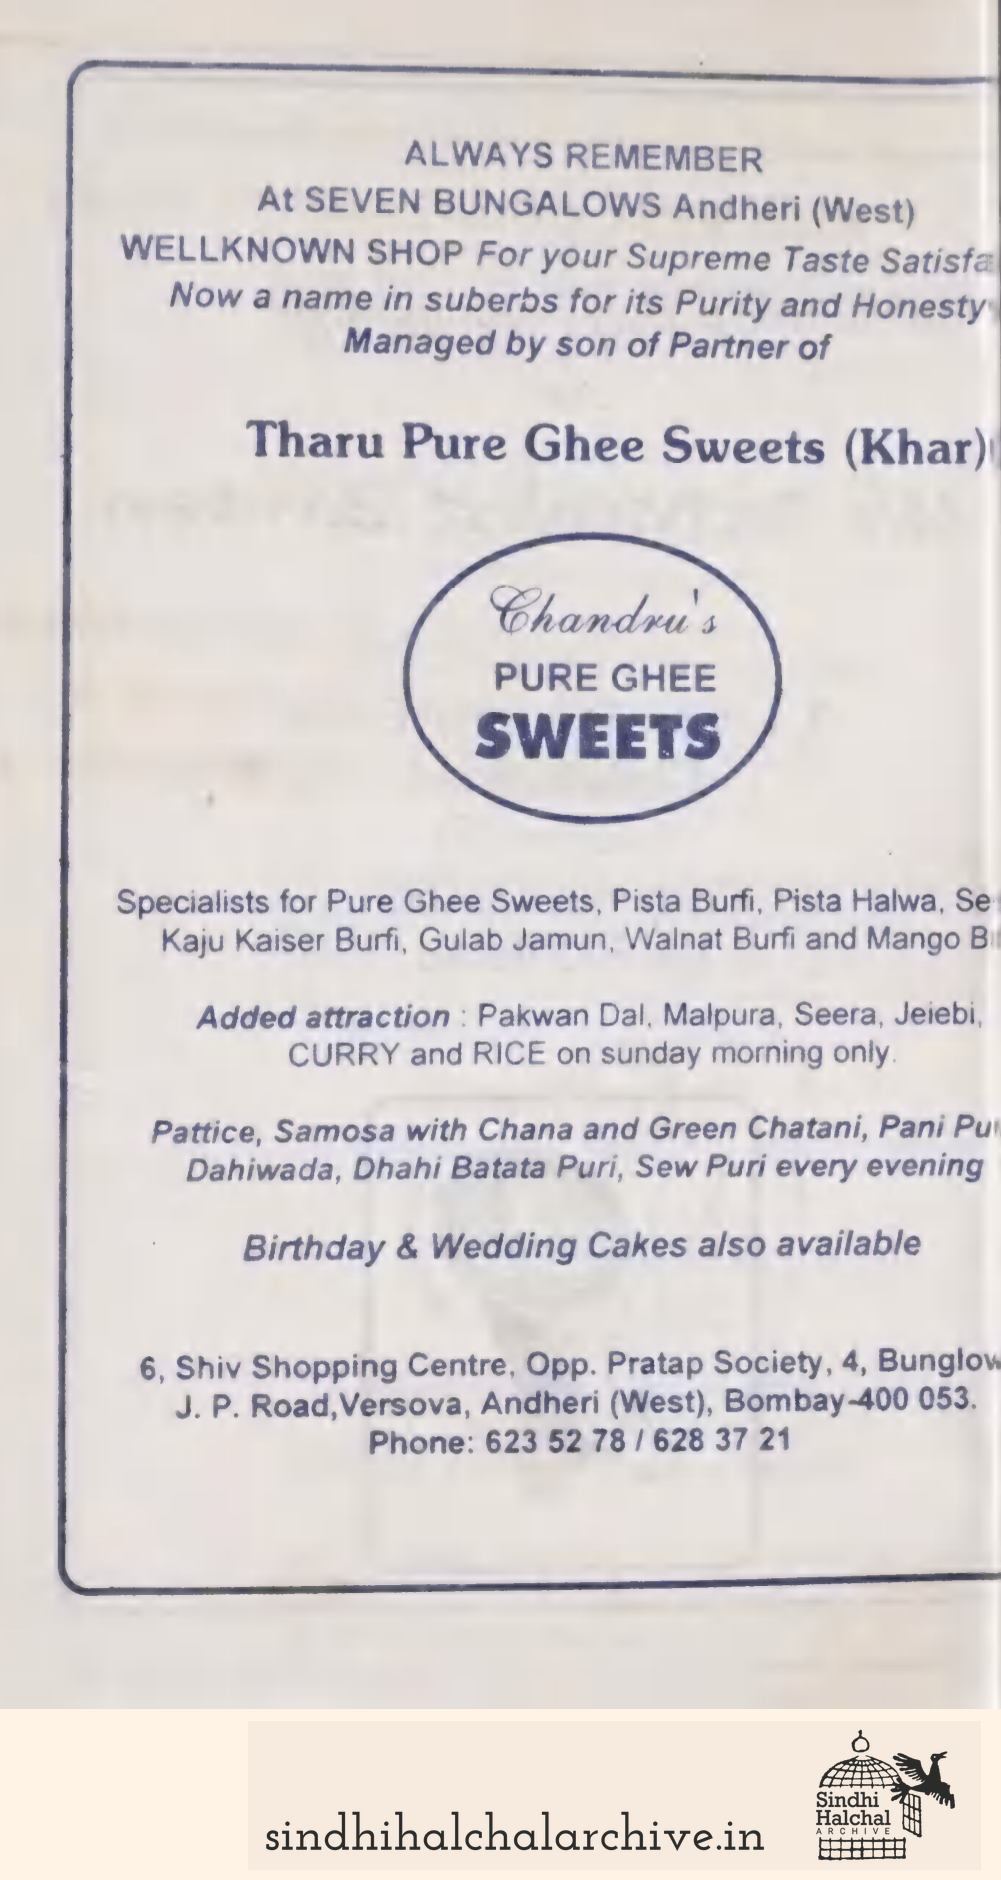 ALWAYS REMEMBER
At SEVEN BUNGALOWS Andheri (West)
WELLKNOWN SHOP For your Supreme Taste
Now a name in suberbs for its Purity and Honesty
Managed by son of Partner of
Tharu Pure Ghee Sweets (Khar)
Chandru's
PURE GHEE
SWEETS
Specialists for Pure Ghee Sweets, Pista Burfi, Pista Halwa,
Kaju Kaiser Burfi, Gulab Jamun, Walnat Burfi and Mango
Added attraction : Pakwan Dal, Malpura, Seera, Jeiebi,
CURRY and RICE on sunday morning only.
Pattice, Samosa with Chana and Green Chatani, Pani
Dahiwada, Dhahi Batata Puri, Sew Puri every evening
Birthday & Wedding Cakes also available
6, Shiv Shopping Centre, Opp. Pratap Society, 4, Bunglow
J. P. Road,Versova, Andheri (West), Bombay-400 053.
Phone: 623 52 78 / 628 37 21
sindhihalchalarchive.in
Sindhi
Halchal
ARCHIVE